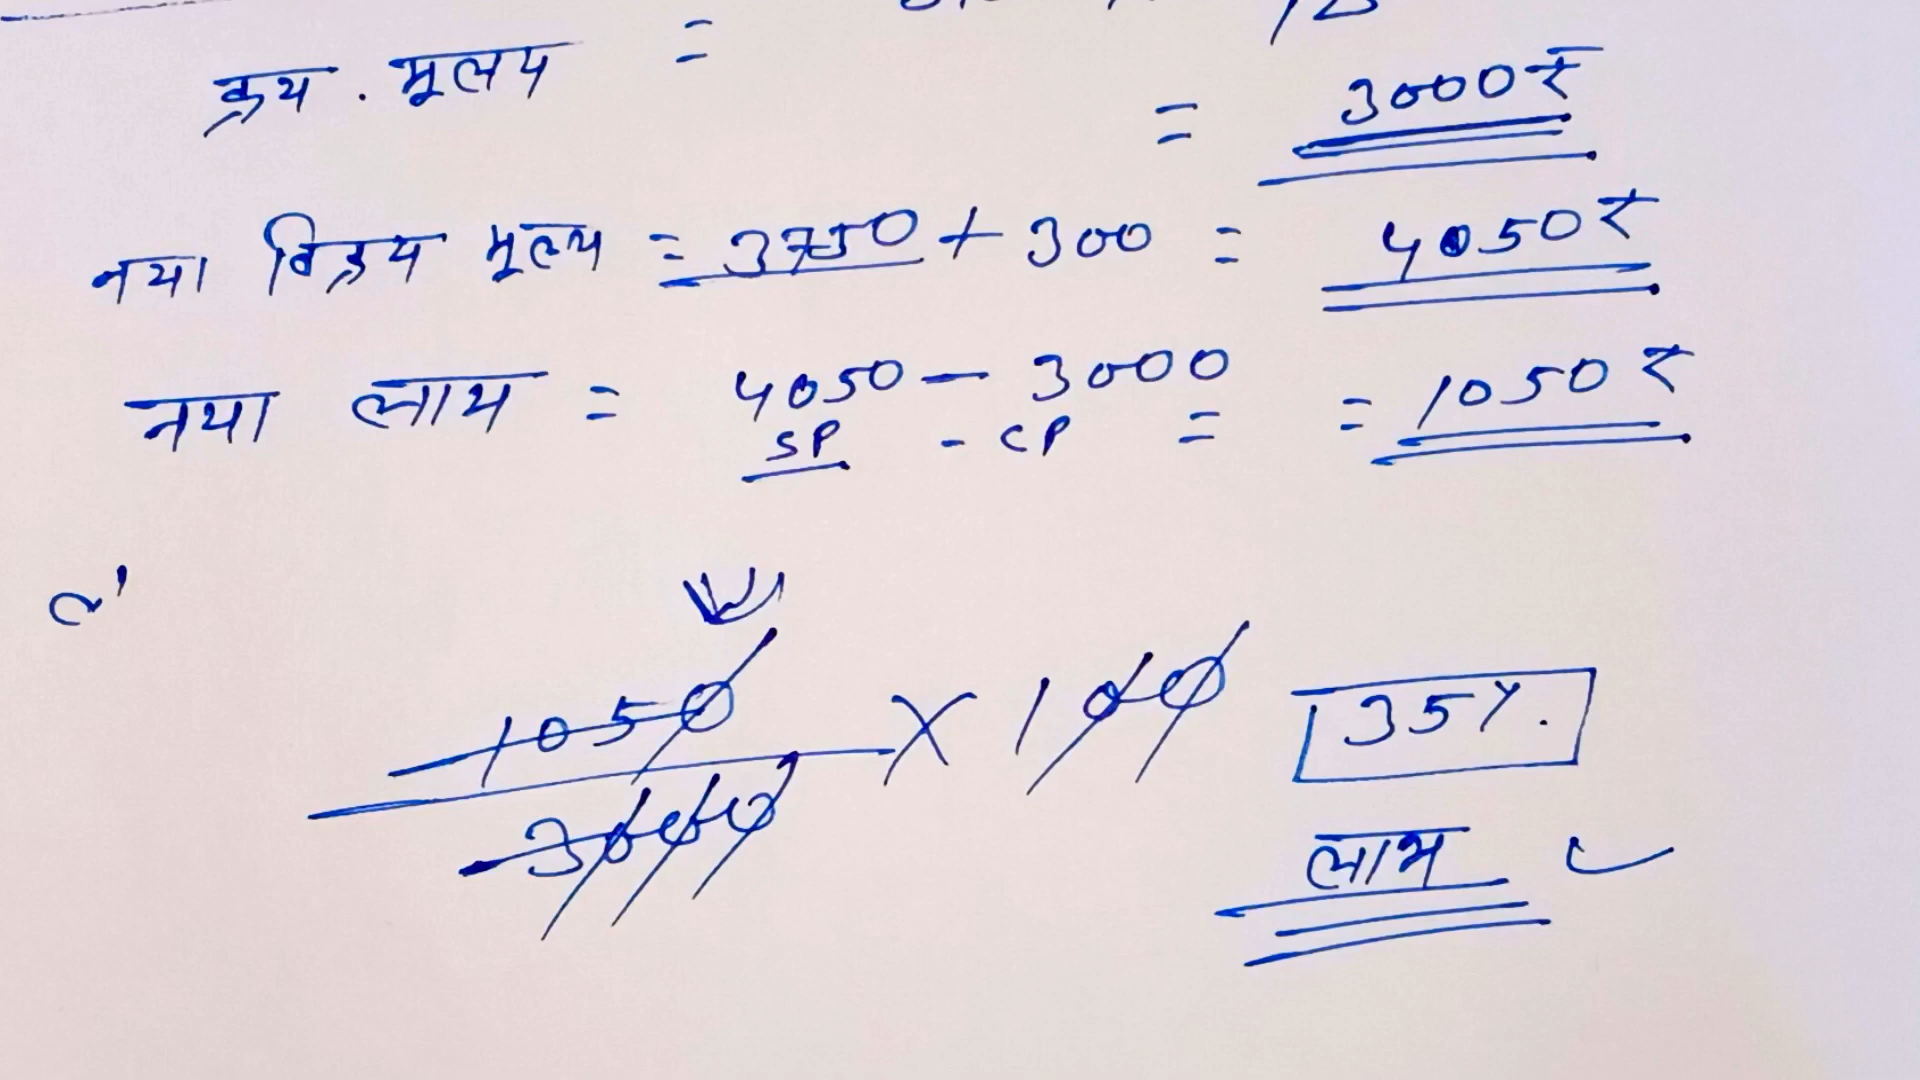 क्रय . मूल्य =
= 3000₹
नया विक्रय मूल्य = 3750 + 300 = 4050₹
नया लाभ = 4050 - 3000 = 1050₹
SP - CP =
1050
3000
× 100
35%.
लाभ